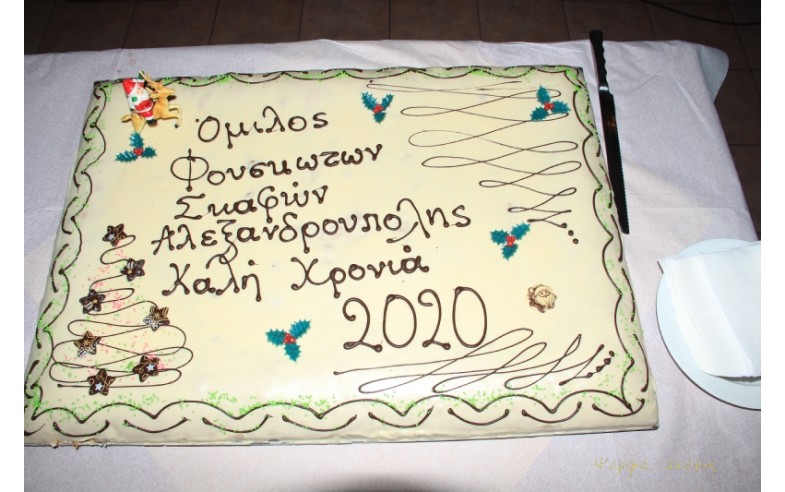 Όμιλος
Φουσκωτων
Σκαφών
Αλεξανδρουπολης
Καλή Χρονιά
2020